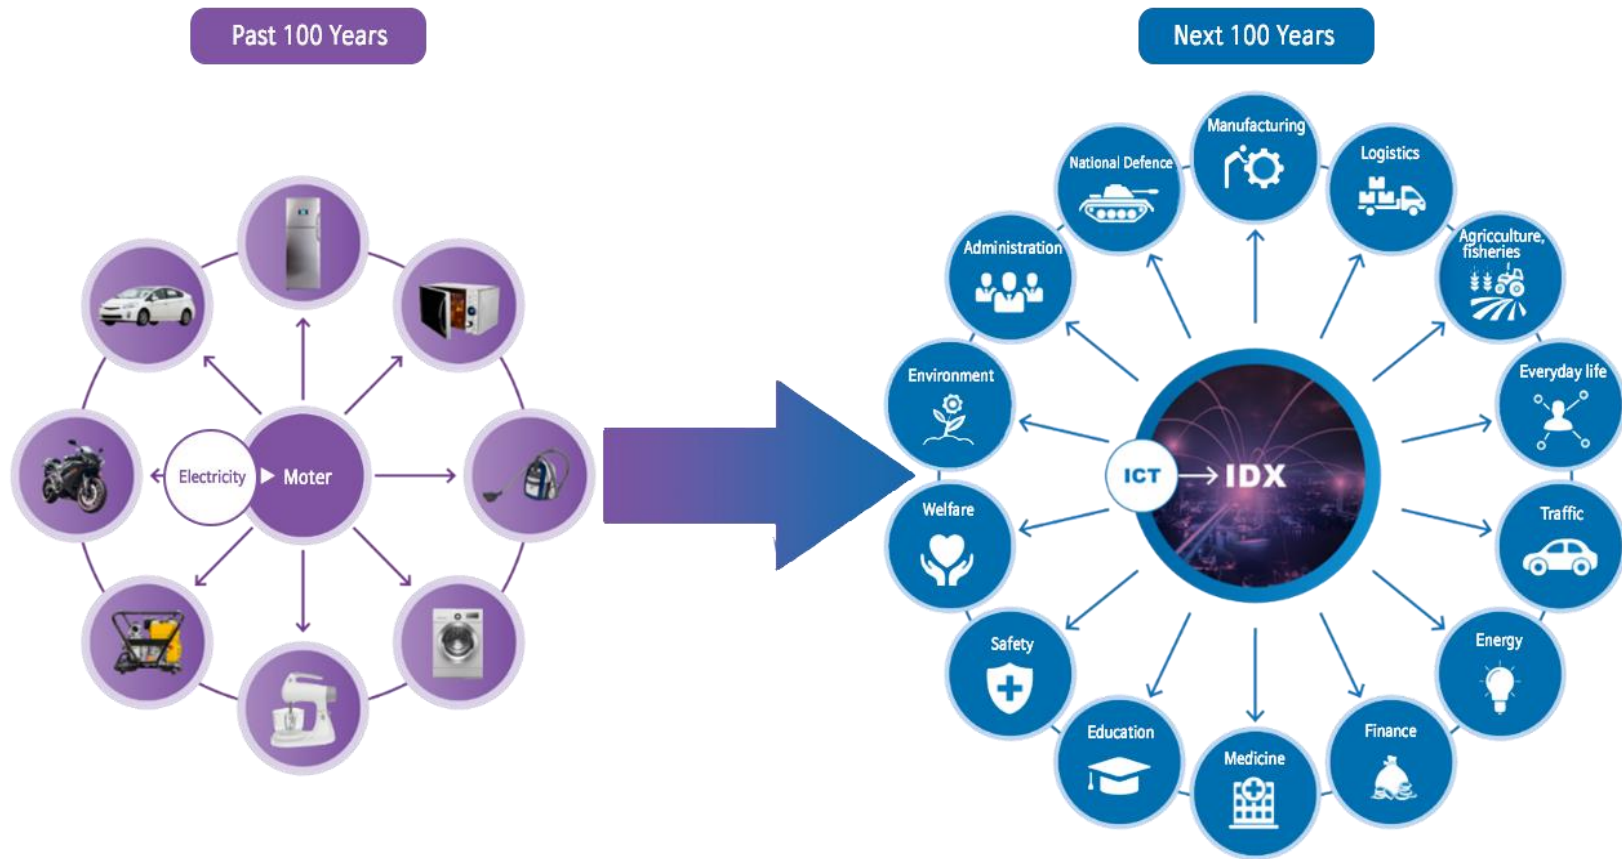 Past 100 Years
Next 100 Years
Electricity
Moter
ICT
IDX
Manufacturing
Logistics
Agricculture,
fisheries
Everyday life
Traffic
Energy
Finance
Medicine
Education
Safety
Welfare
Environment
Administration
National Defence